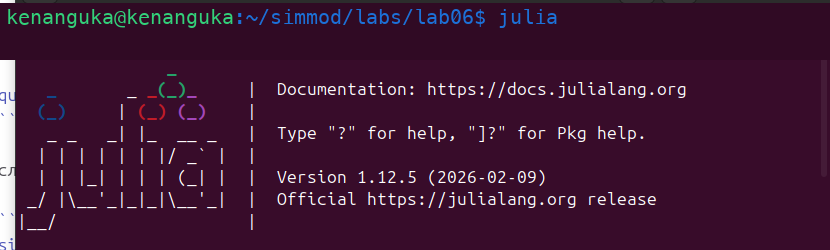 kenanguka@kenanguka:~/simmod/labs/lab06$ julia
               _
   _       _ _(_)_     |  Documentation: https://docs.julialang.org
  (_)     | (_) (_)    |
   _ _   _| |_  __ _   |  Type "?" for help, "]?" for Pkg help.
  | | | | | | |/ _` |  |
  | | |_| | | | (_| |  |  Version 1.12.5 (2026-02-09)
 _/ |\__'_|_|_|\__'_|  |  Official https://julialang.org release
|__/                   |